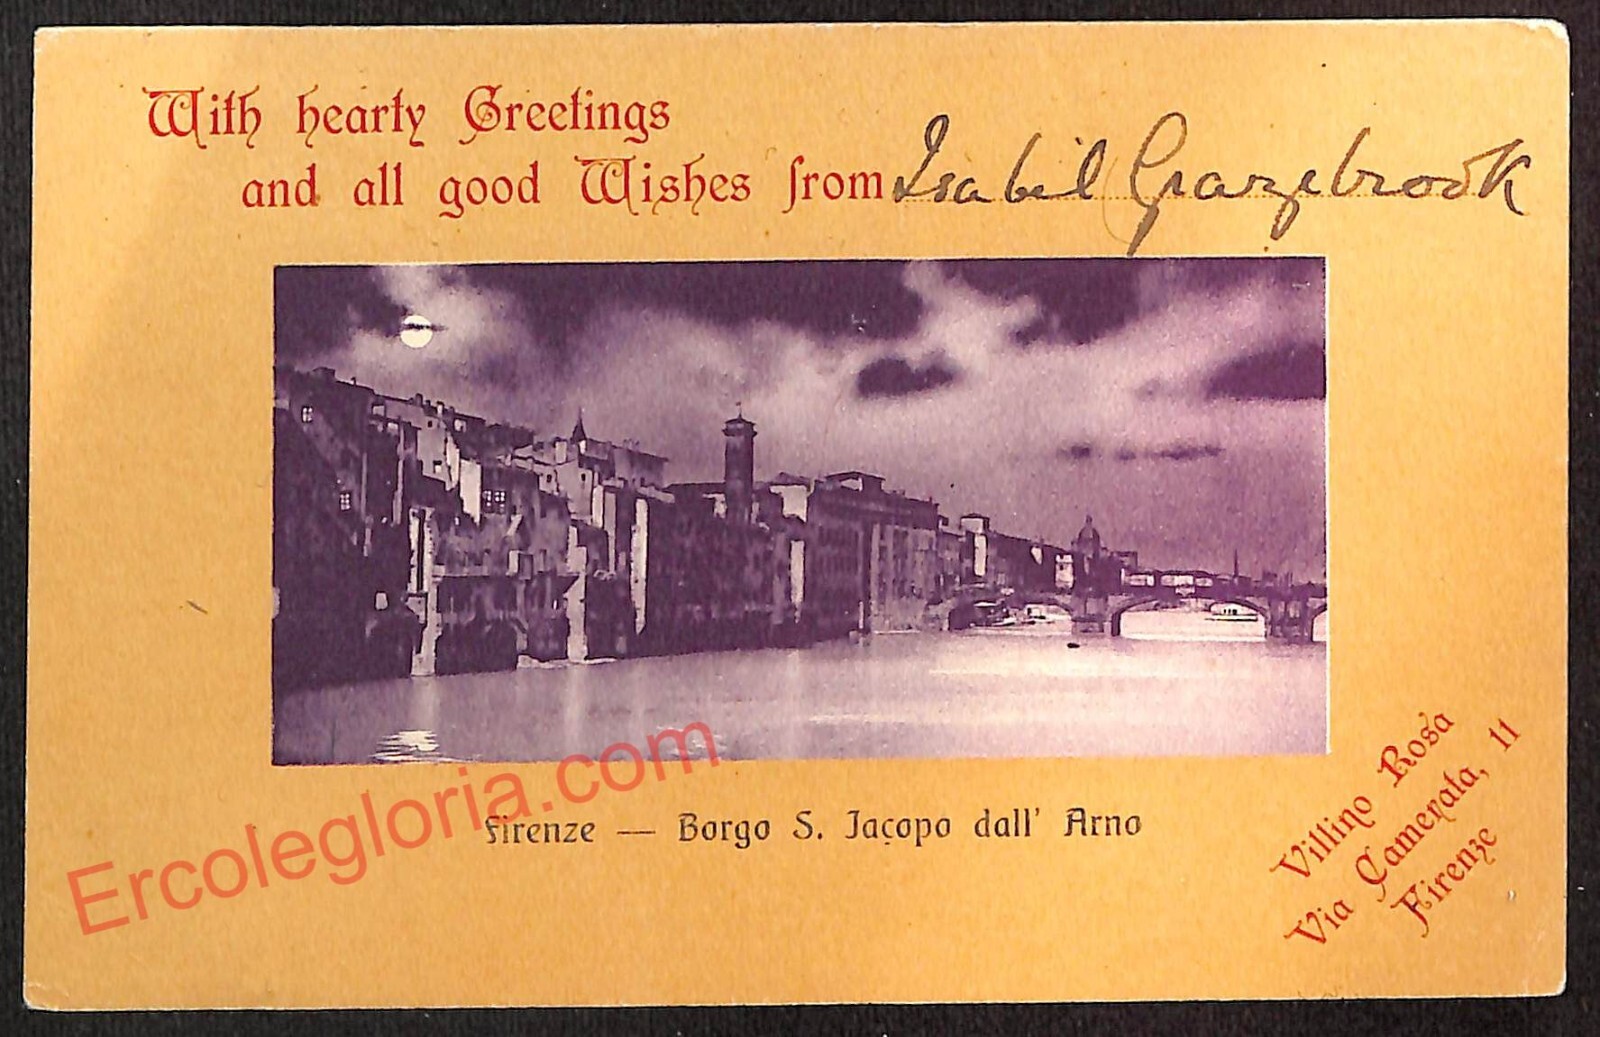 With hearty Greetings
and all good Wishes from Isabel Grazebrook
Firenze — Borgo S. Jacopo dall' Arno
Villino Rosa
Via Camerata, 11
Firenze
Ercolegloria.com